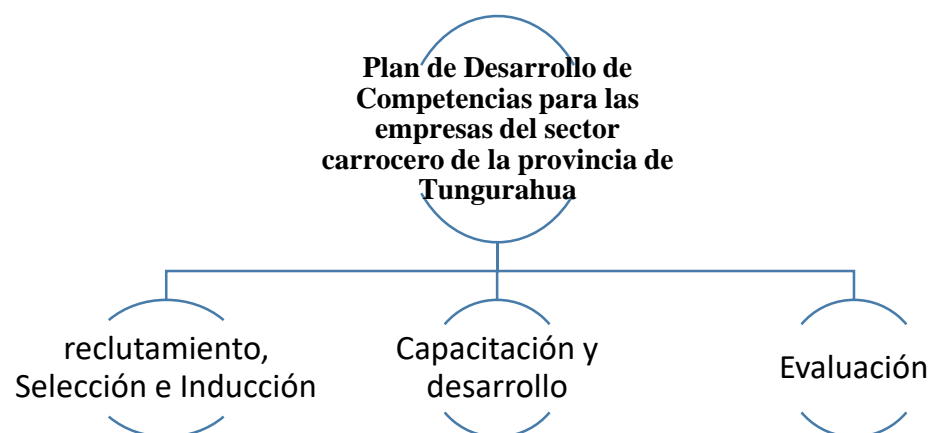 Plan de Desarrollo de
Competencias para las
empresas del sector
carrocero de la provincia de
Tungurahua
reclutamiento,
Selección e Inducción
Capacitación y
desarrollo
Evaluación